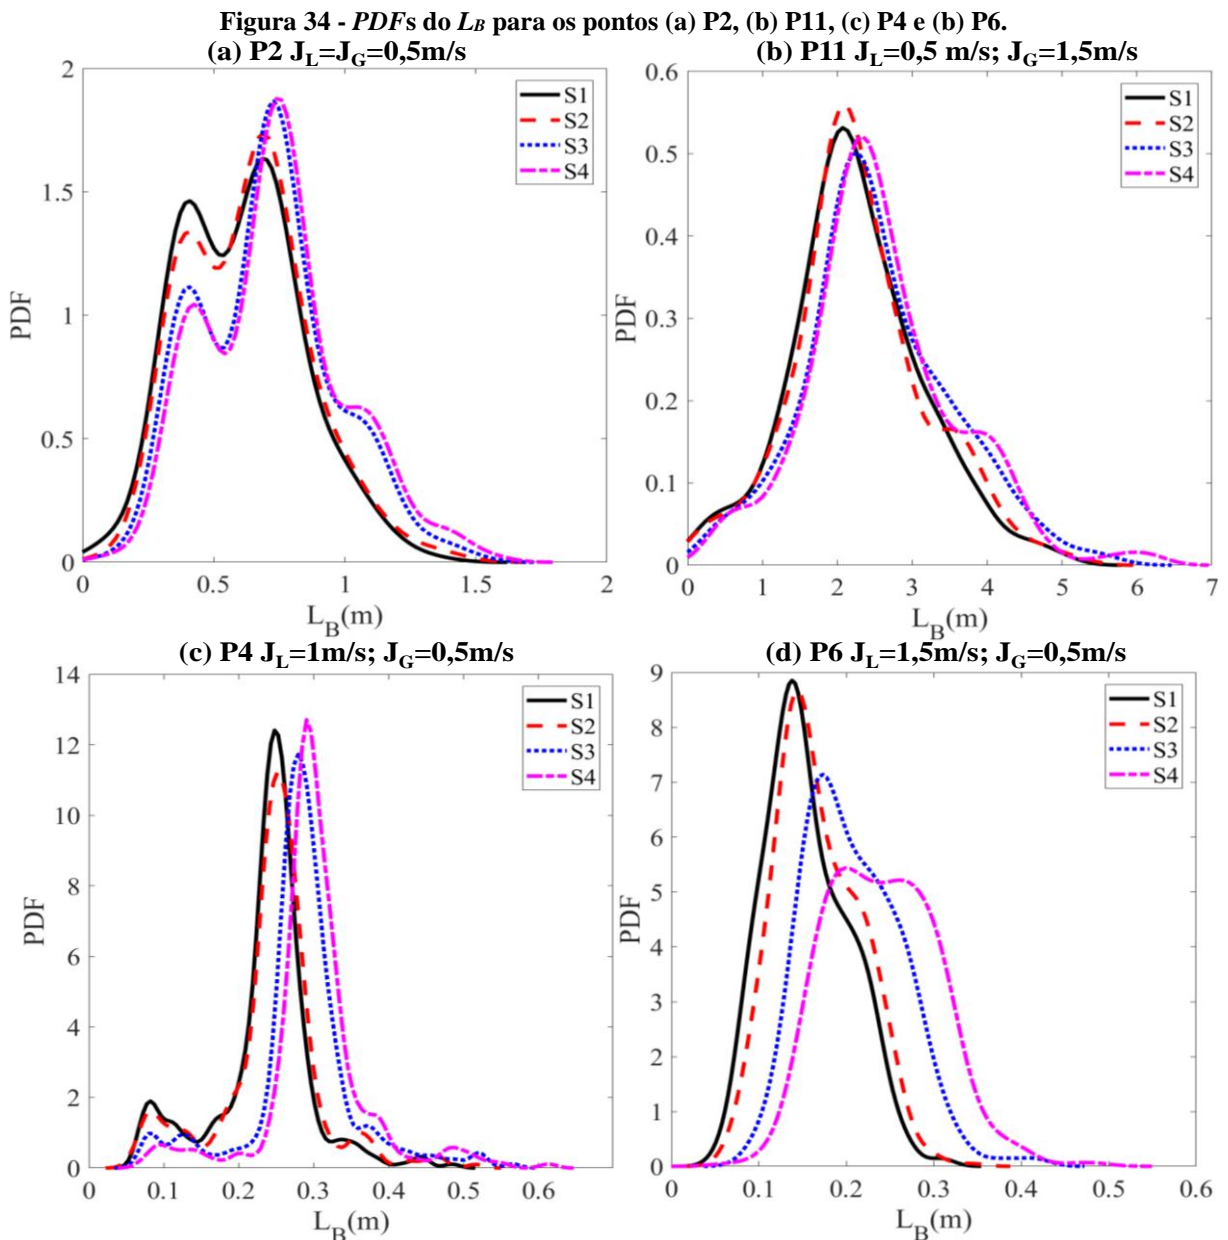 Figura 34 - PDFs do L_B para os pontos (a) P2, (b) P11, (c) P4 e (b) P6.
(a) P2 J_L=J_G=0,5m/s
2
1.5
1
0.5
0
PDF
S1
S2
S3
S4
0 0.5 1 1.5 2
L_B(m)
(b) P11 J_L=0,5 m/s; J_G=1,5m/s
0.6
0.5
0.4
0.3
0.2
0.1
0
PDF
S1
S2
S3
S4
0 1 2 3 4 5 6 7
L_B(m)
(c) P4 J_L=1m/s; J_G=0,5m/s
14
12
10
8
6
4
2
0
PDF
S1
S2
S3
S4
0 0.1 0.2 0.3 0.4 0.5 0.6
L_B(m)
(d) P6 J_L=1,5m/s; J_G=0,5m/s
9
8
7
6
5
4
3
2
1
0
PDF
S1
S2
S3
S4
0 0.1 0.2 0.3 0.4 0.5 0.6
L_B(m)